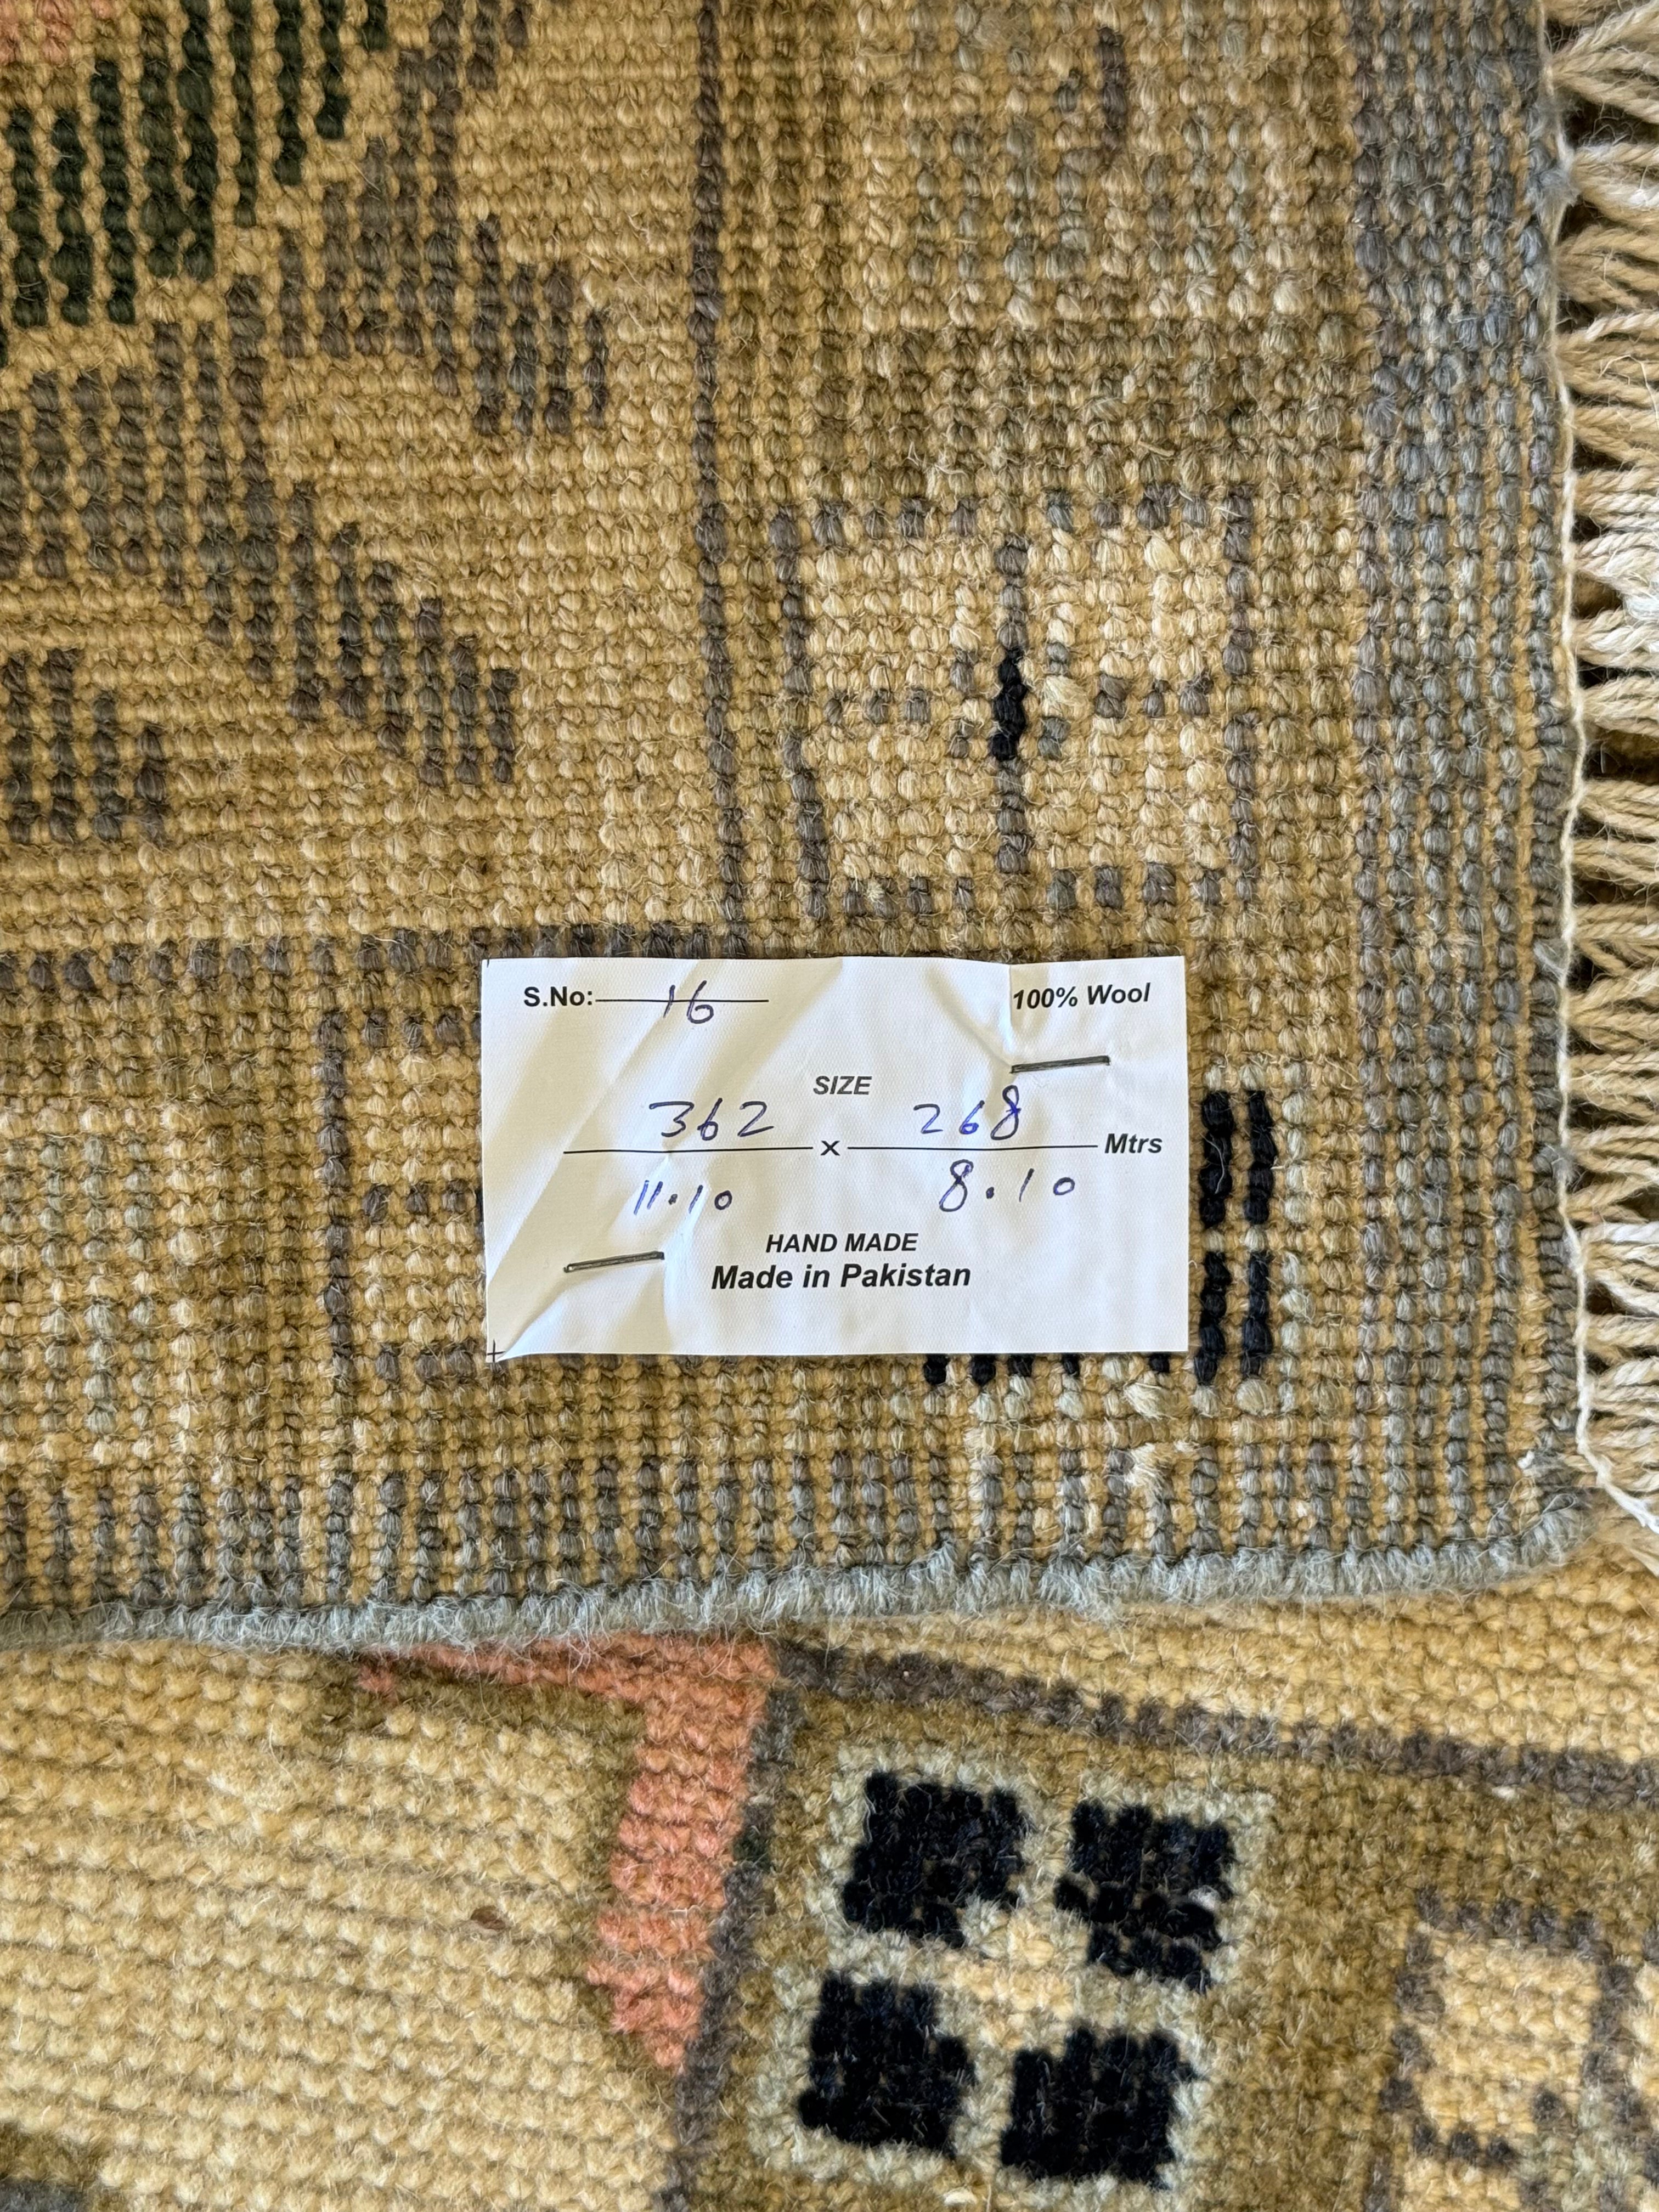 S.No: 16 100% Wool
SIZE
362 x 268 Mtrs
11.10 8.10
HAND MADE
Made in Pakistan